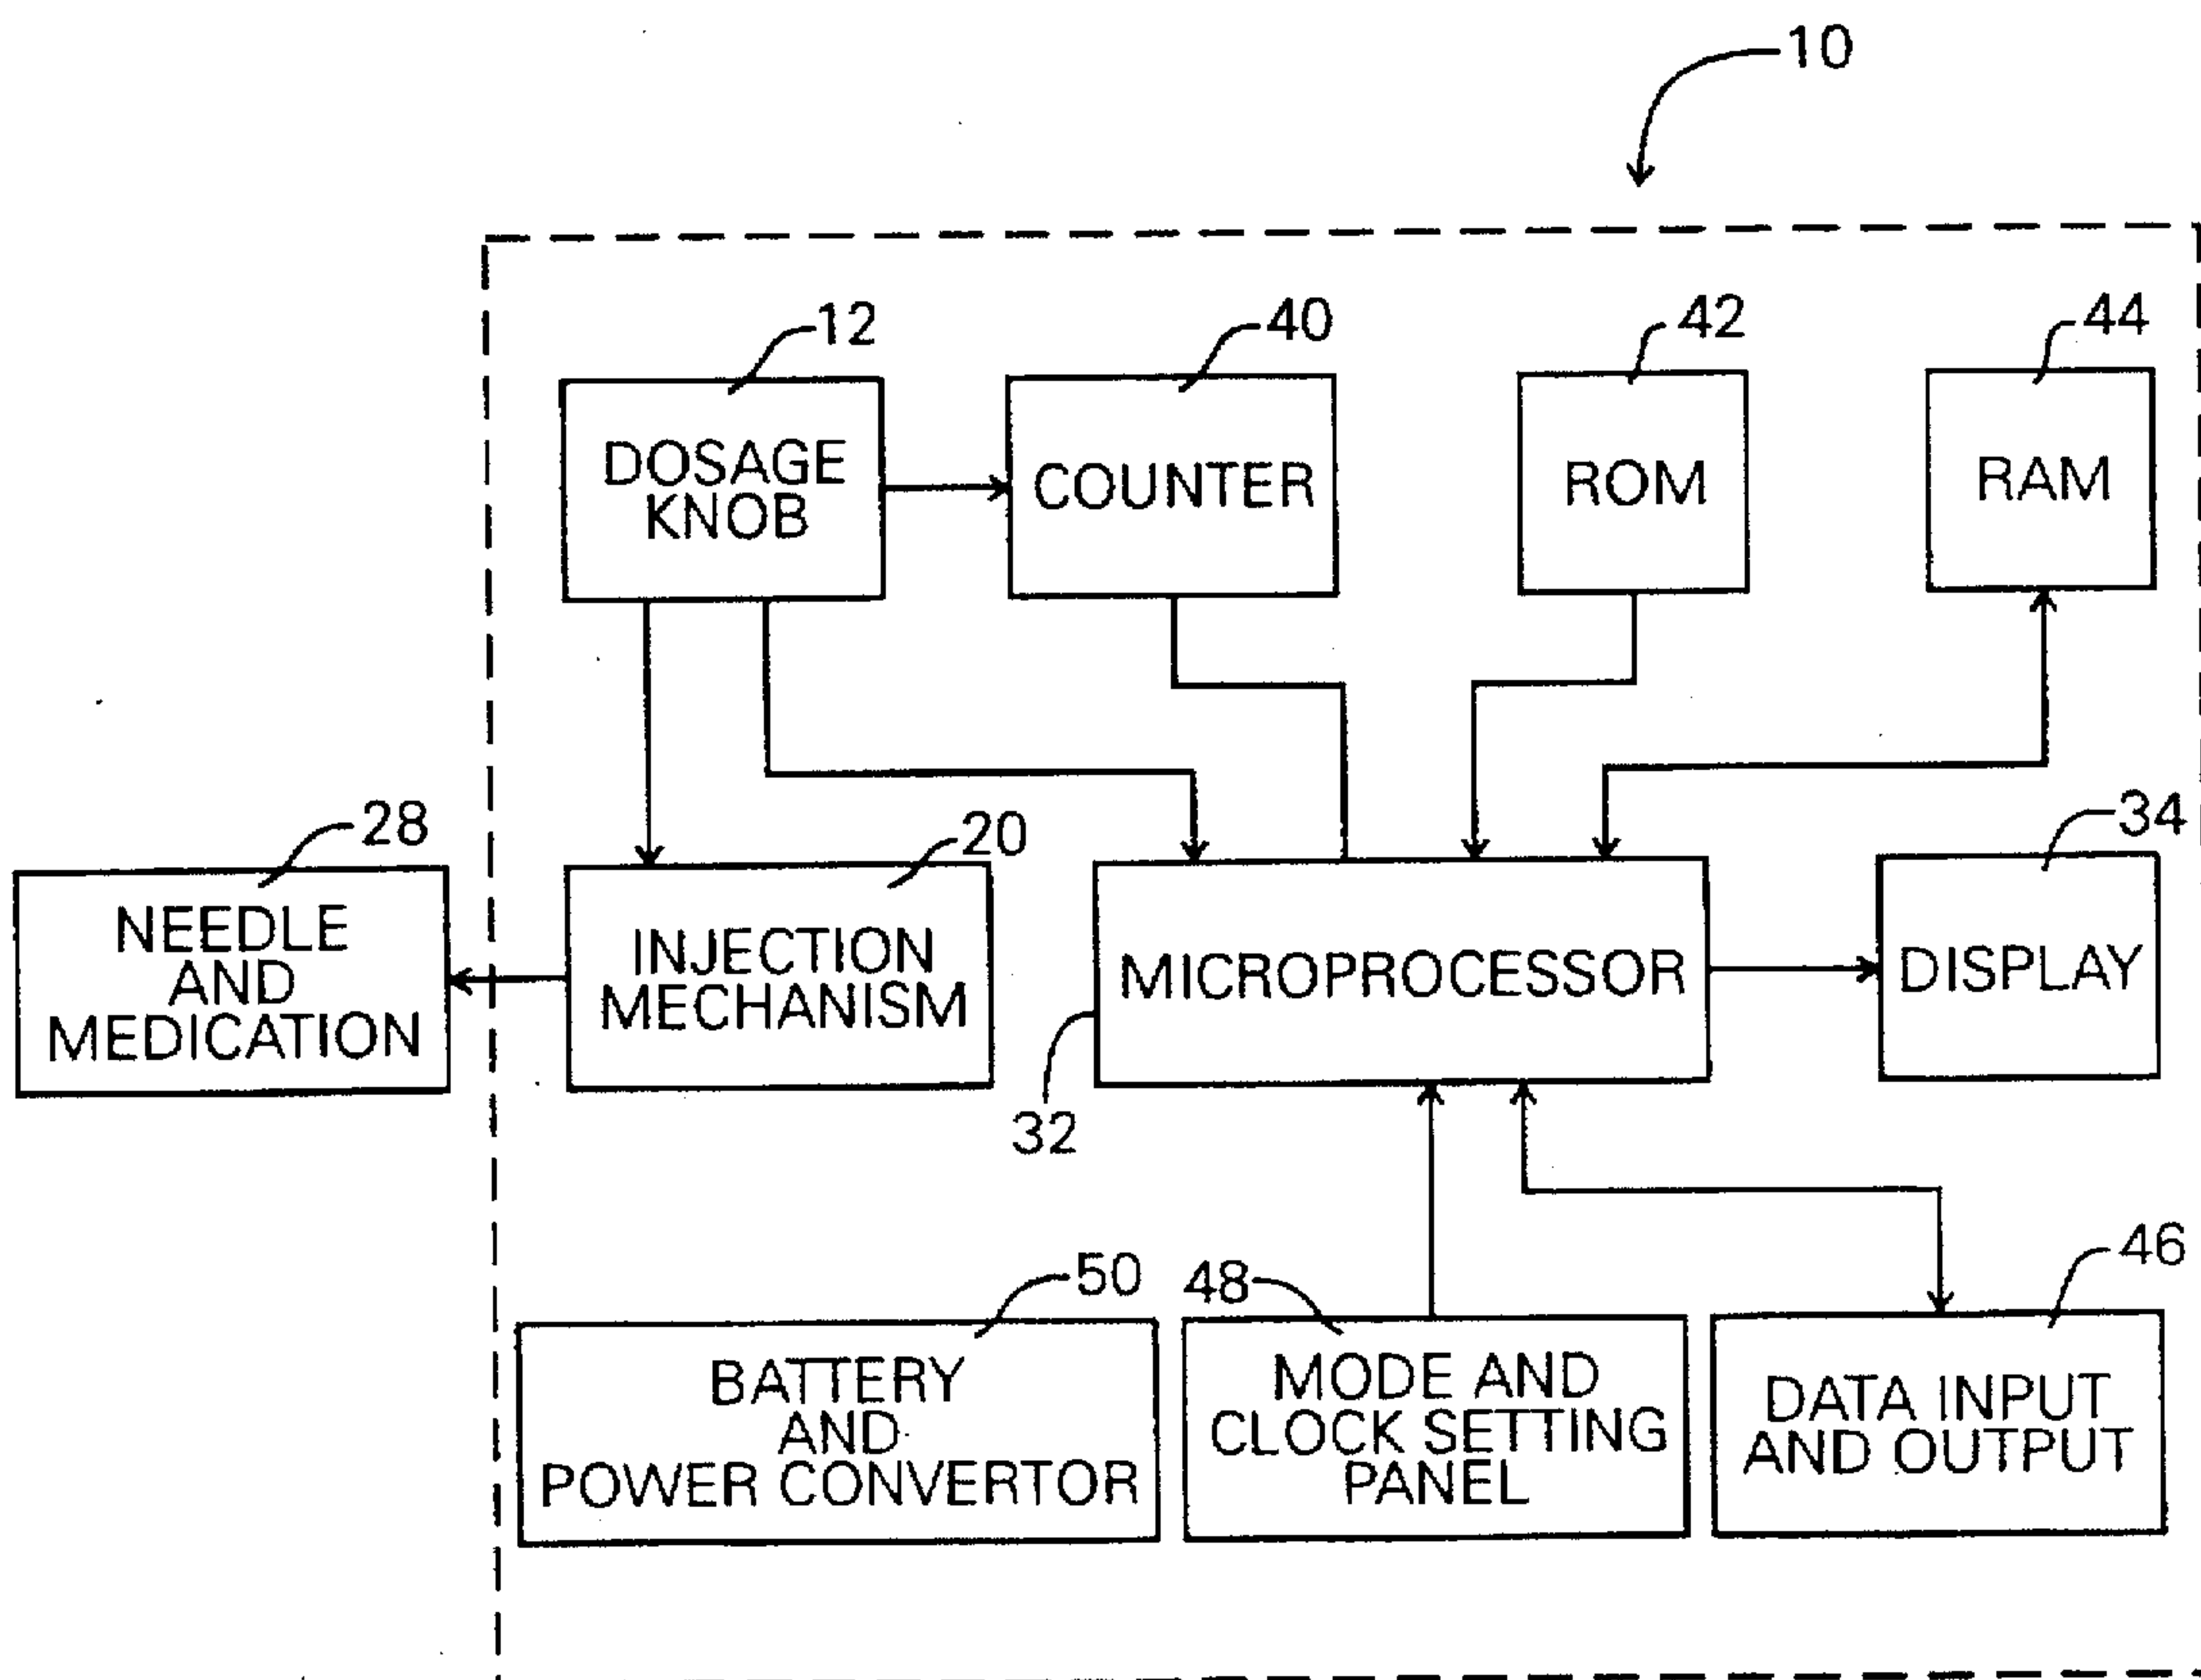 10
12
40
42
44
DOSAGE
KNOB
COUNTER
ROM
RAM
28
20
34
NEEDLE
AND
MEDICATION
INJECTION
MECHANISM
MICROPROCESSOR
DISPLAY
32
50
48
46
BATTERY
AND
POWER CONVERTOR
MODE AND
CLOCK SETTING
PANEL
DATA INPUT
AND OUTPUT